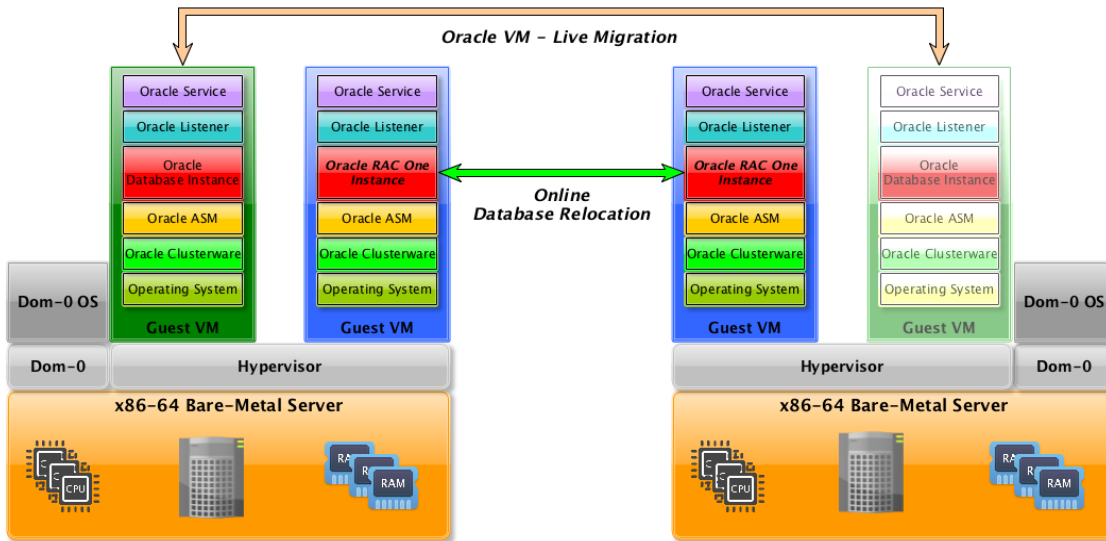 Oracle VM – Live Migration
Oracle Service
Oracle Listener
Oracle
Database Instance
Oracle ASM
Oracle Clusterware
Operating System
Guest VM
Oracle Service
Oracle Listener
Oracle RAC One
Instance
Oracle ASM
Oracle Clusterware
Operating System
Guest VM
Online
Database Relocation
Oracle Service
Oracle Listener
Oracle RAC One
Instance
Oracle ASM
Oracle Clusterware
Operating System
Guest VM
Oracle Service
Oracle Listener
Oracle
Database Instance
Oracle ASM
Oracle Clusterware
Operating System
Guest VM
Dom-0 OS
Dom-0
Hypervisor
x86-64 Bare-Metal Server
CPU
RAM
Dom-0 OS
Hypervisor
Dom-0
x86-64 Bare-Metal Server
CPU
RAM